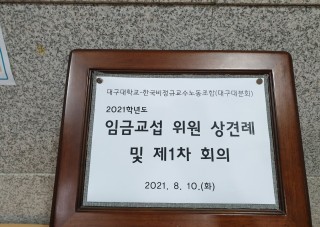 대구대학교-한국비정규교수노동조합(대구대분회)
2021학년도
임금교섭 위원 상견례
및 제1차 회의
2021. 8. 10.(화)